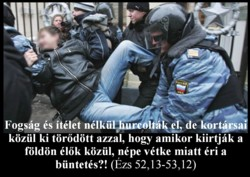 Fogság és ítélet nélkül hurcolták el, de kortársai
közül ki törődött azzal, hogy amikor kiirtják a
földön élők közül, népe vétke miatt éri a
büntetés?! (Ézs 52,13-53,12)